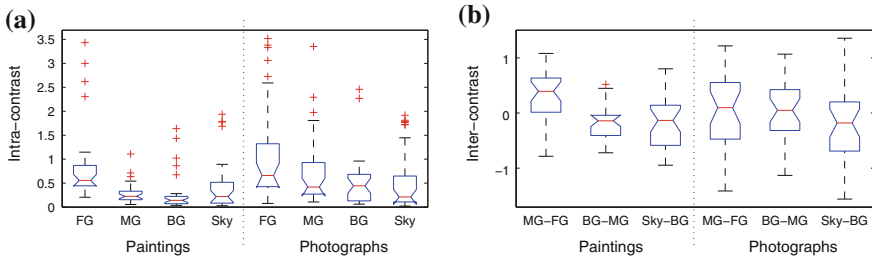 (a)
Intra-contrast
3.5
3
2.5
2
1.5
1
0.5
0
FG MG BG Sky FG MG BG Sky
Paintings Photographs
(b)
Inter-contrast
1
0
−1
MG-FG BG-MG Sky-BG MG-FG BG-MG Sky-BG
Paintings Photographs